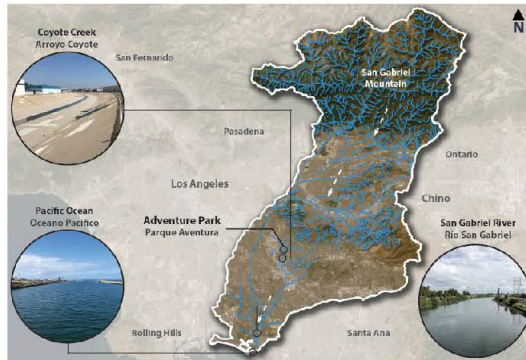 Coyote Creek
Arroyo Coyote
N
San Fernando
San Gabriel
Mountain
Pasadena
Ontario
Los Angeles
Chino
Pacific Ocean
Oceano Pacifico
Adventure Park
Parque Aventura
San Gabriel River
Río San Gabriel
Rolling Hills
Santa Ana